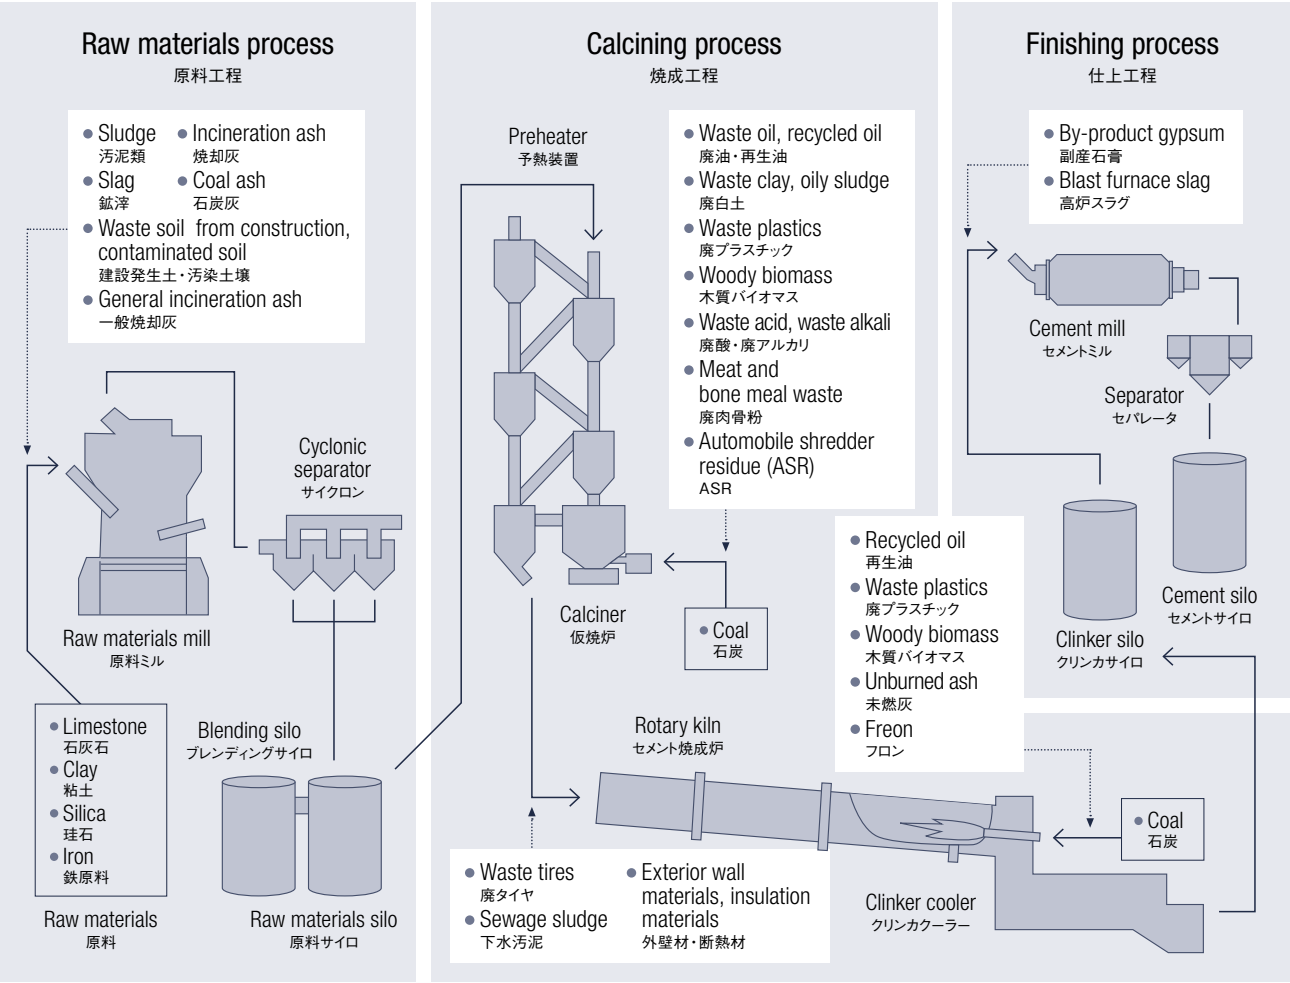 Raw materials process
原料工程
Sludge
汚泥類
Incineration ash
焼却灰
Slag
鉱滓
Coal ash
石炭灰
Waste soil from construction,
contaminated soil
建設発生土・汚染土壌
General incineration ash
一般焼却灰
Cyclonic
separator
サイクロン
Raw materials mill
原料ミル
Limestone
石灰石
Clay
粘土
Silica
珪石
Iron
鉄原料
Raw materials
原料
Blending silo
ブレンディングサイロ
Raw materials silo
原料サイロ
Calcining process
焼成工程
Preheater
予熱装置
Waste oil, recycled oil
廃油・再生油
Waste clay, oily sludge
廃白土
Waste plastics
廃プラスチック
Woody biomass
木質バイオマス
Waste acid, waste alkali
廃酸・廃アルカリ
Meat and
bone meal waste
廃肉骨粉
Automobile shredder
residue (ASR)
ASR
Calciner
仮焼炉
Coal
石炭
Recycled oil
再生油
Waste plastics
廃プラスチック
Woody biomass
木質バイオマス
Unburned ash
未燃灰
Freon
フロン
Rotary kiln
セメント焼成炉
Coal
石炭
Waste tires
廃タイヤ
Sewage sludge
下水汚泥
Exterior wall
materials, insulation
materials
外壁材・断熱材
Clinker cooler
クリンカクーラー
Finishing process
仕上工程
By-product gypsum
副産石膏
Blast furnace slag
高炉スラグ
Cement mill
セメントミル
Separator
セパレータ
Cement silo
セメントサイロ
Clinker silo
クリンカサイロ